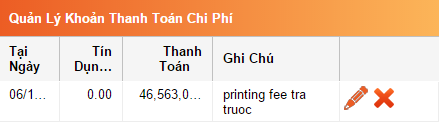 Quản Lý Khoản Thanh Toán Chi Phí
Tại Ngày Tín Dụn... Thanh Toán Ghi Chú
06/1... 0.00 46,563,0... printing fee tra truoc